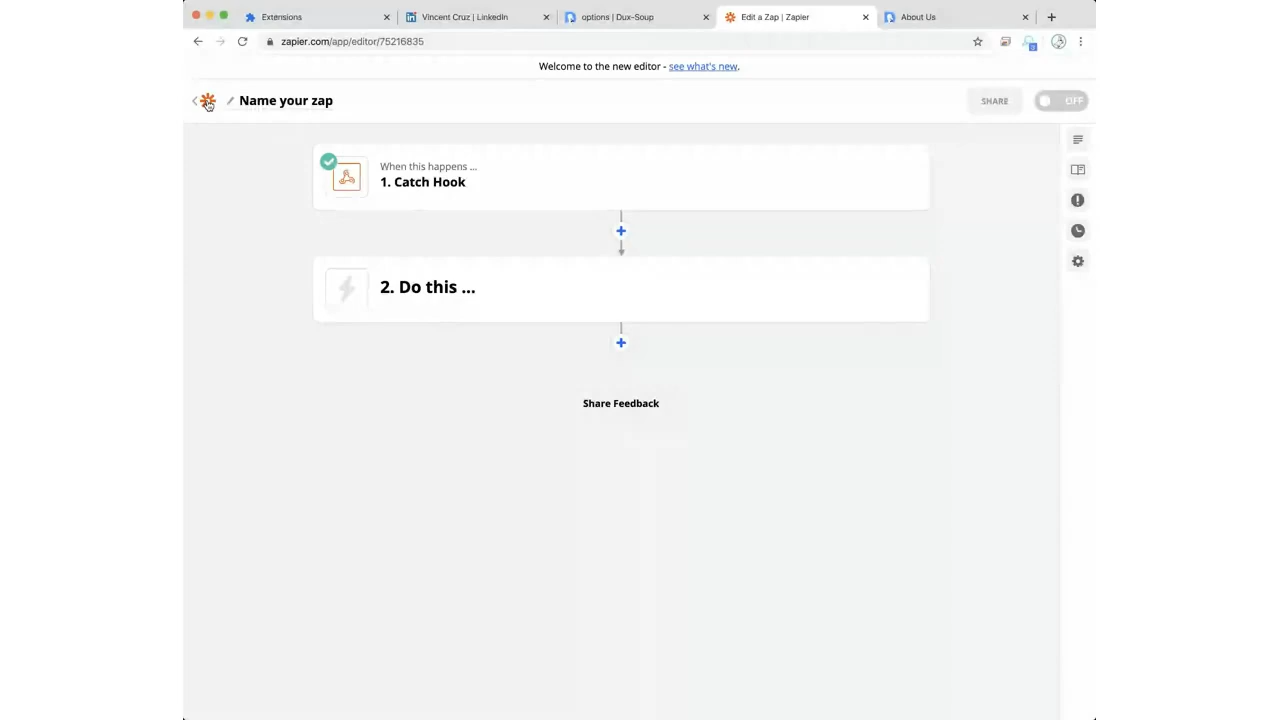 Extensions
Vincent Cruz | LinkedIn
options | Dux-Soup
Edit a Zap | Zapier
About Us
zapier.com/app/editor/75216835
Welcome to the new editor - see what's new.
Name your zap
SHARE
OFF
When this happens ...
1. Catch Hook
2. Do this ...
Share Feedback